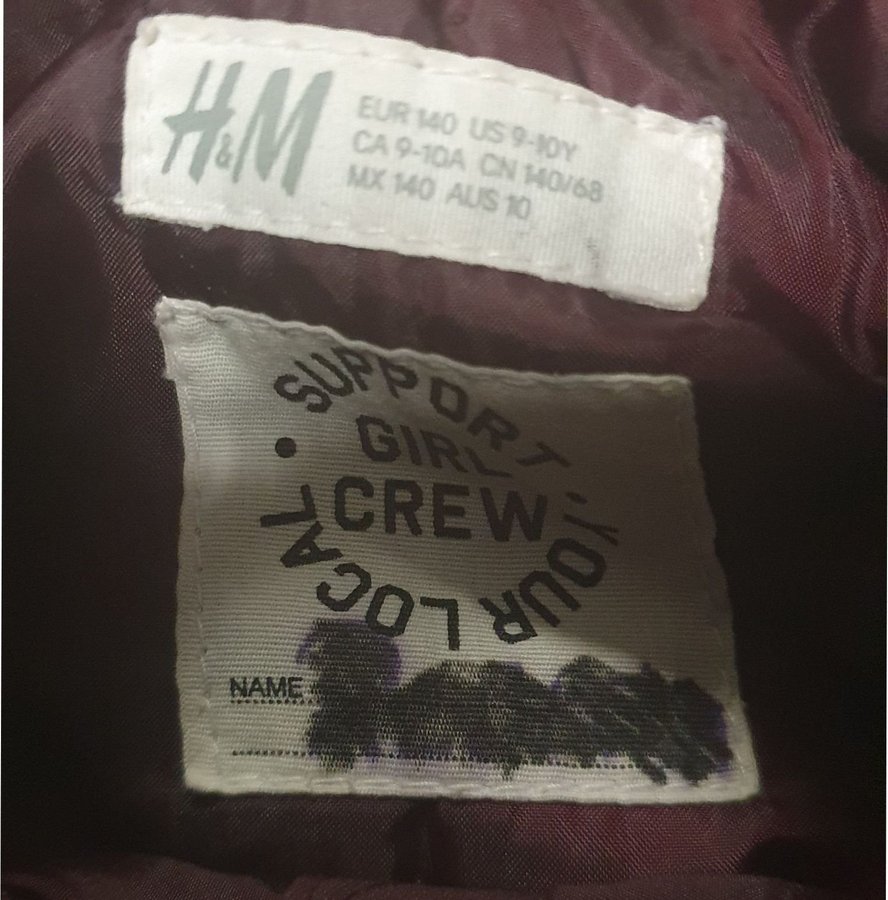 H&M
EUR 140 US 9-10Y
CA 9-10A CN 140/68
MX 140 AUS 10
• SUPPORT • YOUR LOCAL
GIRL
CREW
NAME